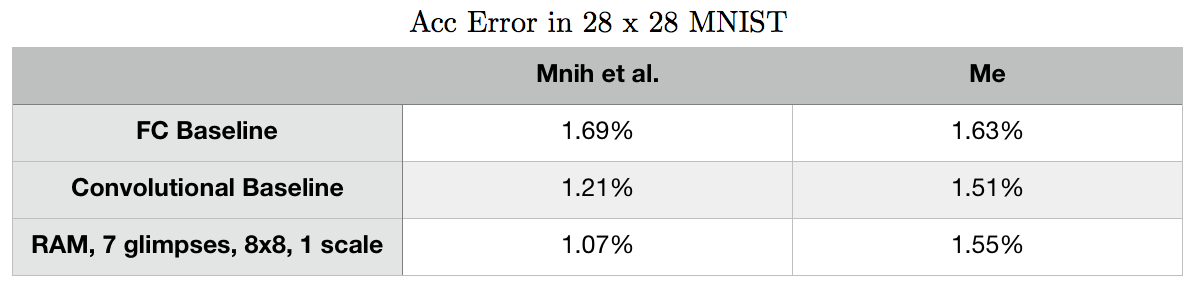 Acc Error in 28 x 28 MNIST
Mnih et al. Me
FC Baseline 1.69% 1.63%
Convolutional Baseline 1.21% 1.51%
RAM, 7 glimpses, 8x8, 1 scale 1.07% 1.55%